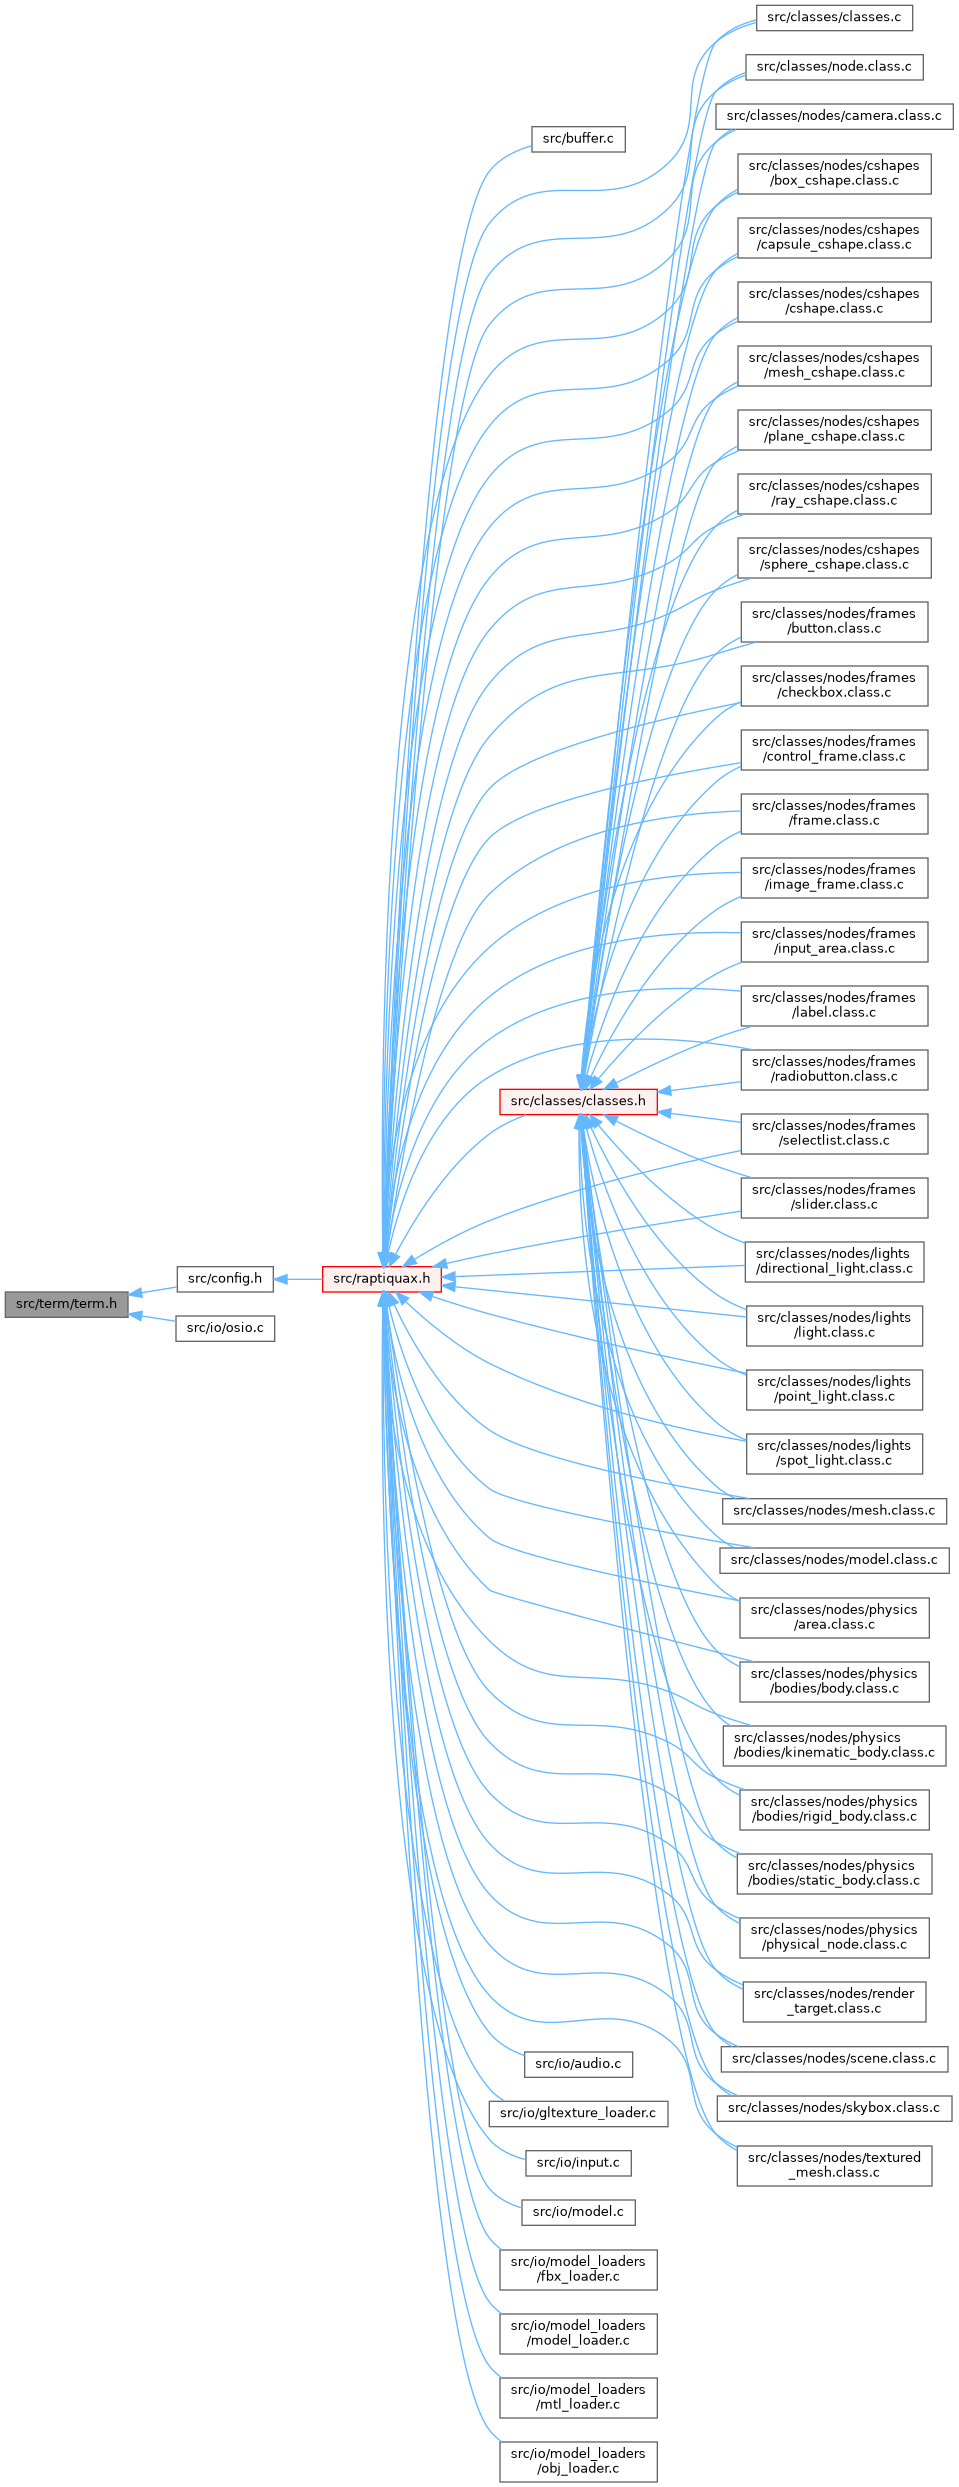 src/term/term.h
src/config.h
src/io/osio.c
src/raptiquax.h
src/buffer.c
src/classes/classes.h
src/io/audio.c
src/io/gltexture_loader.c
src/io/input.c
src/io/model.c
src/io/model_loaders
/fbx_loader.c
src/io/model_loaders
/model_loader.c
src/io/model_loaders
/mtl_loader.c
src/io/model_loaders
/obj_loader.c
src/classes/classes.c
src/classes/node.class.c
src/classes/nodes/camera.class.c
src/classes/nodes/cshapes
/box_cshape.class.c
src/classes/nodes/cshapes
/capsule_cshape.class.c
src/classes/nodes/cshapes
/cshape.class.c
src/classes/nodes/cshapes
/mesh_cshape.class.c
src/classes/nodes/cshapes
/plane_cshape.class.c
src/classes/nodes/cshapes
/ray_cshape.class.c
src/classes/nodes/cshapes
/sphere_cshape.class.c
src/classes/nodes/frames
/button.class.c
src/classes/nodes/frames
/checkbox.class.c
src/classes/nodes/frames
/control_frame.class.c
src/classes/nodes/frames
/frame.class.c
src/classes/nodes/frames
/image_frame.class.c
src/classes/nodes/frames
/input_area.class.c
src/classes/nodes/frames
/label.class.c
src/classes/nodes/frames
/radiobutton.class.c
src/classes/nodes/frames
/selectlist.class.c
src/classes/nodes/frames
/slider.class.c
src/classes/nodes/lights
/directional_light.class.c
src/classes/nodes/lights
/light.class.c
src/classes/nodes/lights
/point_light.class.c
src/classes/nodes/lights
/spot_light.class.c
src/classes/nodes/mesh.class.c
src/classes/nodes/model.class.c
src/classes/nodes/physics
/area.class.c
src/classes/nodes/physics
/bodies/body.class.c
src/classes/nodes/physics
/bodies/kinematic_body.class.c
src/classes/nodes/physics
/bodies/rigid_body.class.c
src/classes/nodes/physics
/bodies/static_body.class.c
src/classes/nodes/physics
/physical_node.class.c
src/classes/nodes/render
_target.class.c
src/classes/nodes/scene.class.c
src/classes/nodes/skybox.class.c
src/classes/nodes/textured
_mesh.class.c